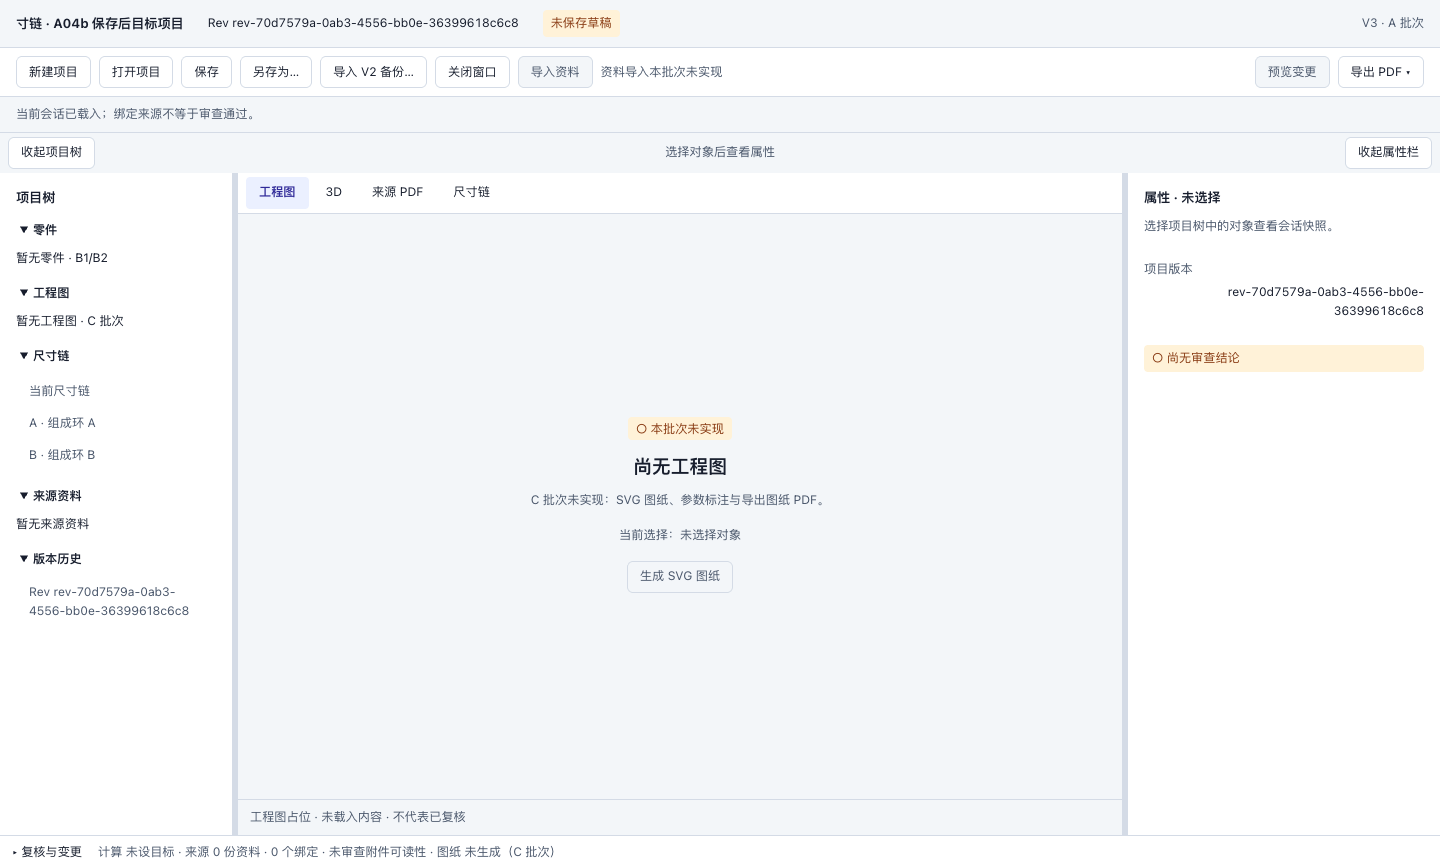 寸链 · A04b 保存后目标项目
Rev rev-70d7579a-0ab3-4556-bb0e-36399618c6c8
未保存草稿
V3 · A 批次
新建项目
打开项目
保存
另存为...
导入 V2 备份...
关闭窗口
导入资料
资料导入本批次未实现
预览变更
导出 PDF ▾
当前会话已载入；绑定来源不等于审查通过。
收起项目树
选择对象后查看属性
收起属性栏
项目树
▼ 零件
暂无零件 · B1/B2
▼ 工程图
暂无工程图 · C 批次
▼ 尺寸链
当前尺寸链
A · 组成环 A
B · 组成环 B
▼ 来源资料
暂无来源资料
▼ 版本历史
Rev rev-70d7579a-0ab3-
4556-bb0e-36399618c6c8
工程图
3D
来源 PDF
尺寸链
○ 本批次未实现
尚无工程图
C 批次未实现：SVG 图纸、参数标注与导出图纸 PDF。
当前选择：未选择对象
生成 SVG 图纸
工程图占位 · 未载入内容 · 不代表已复核
属性 · 未选择
选择项目树中的对象查看会话快照。
项目版本
rev-70d7579a-0ab3-4556-bb0e-
36399618c6c8
○ 尚无审查结论
▸ 复核与变更
计算 未设目标 · 来源 0 份资料 · 0 个绑定 · 未审查附件可读性 · 图纸 未生成（C 批次）